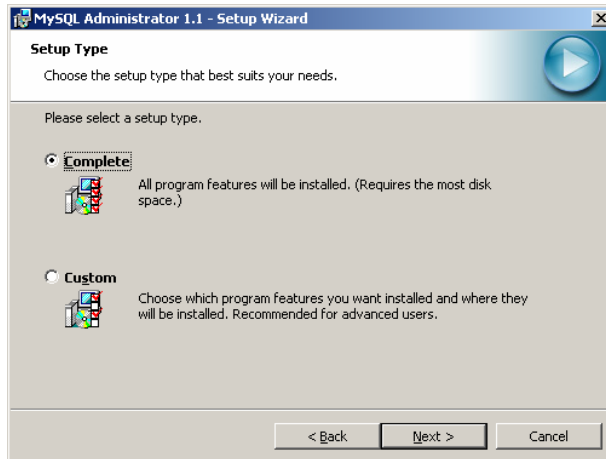 MySQL Administrator 1.1 - Setup Wizard
Setup Type
Choose the setup type that best suits your needs.
Please select a setup type.
Complete
All program features will be installed. (Requires the most disk
space.)
Custom
Choose which program features you want installed and where they
will be installed. Recommended for advanced users.
< Back Next > Cancel